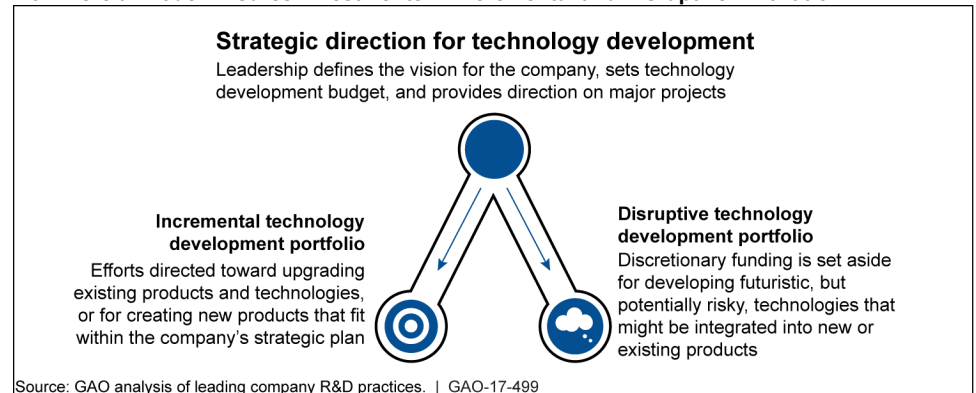 Strategic direction for technology development
Leadership defines the vision for the company, sets technology
development budget, and provides direction on major projects
Incremental technology
development portfolio
Efforts directed toward upgrading
existing products and technologies,
or for creating new products that fit
within the company's strategic plan
Disruptive technology
development portfolio
Discretionary funding is set aside
for developing futuristic, but
potentially risky, technologies that
might be integrated into new or
existing products
Source: GAO analysis of leading company R&D practices. | GAO-17-499